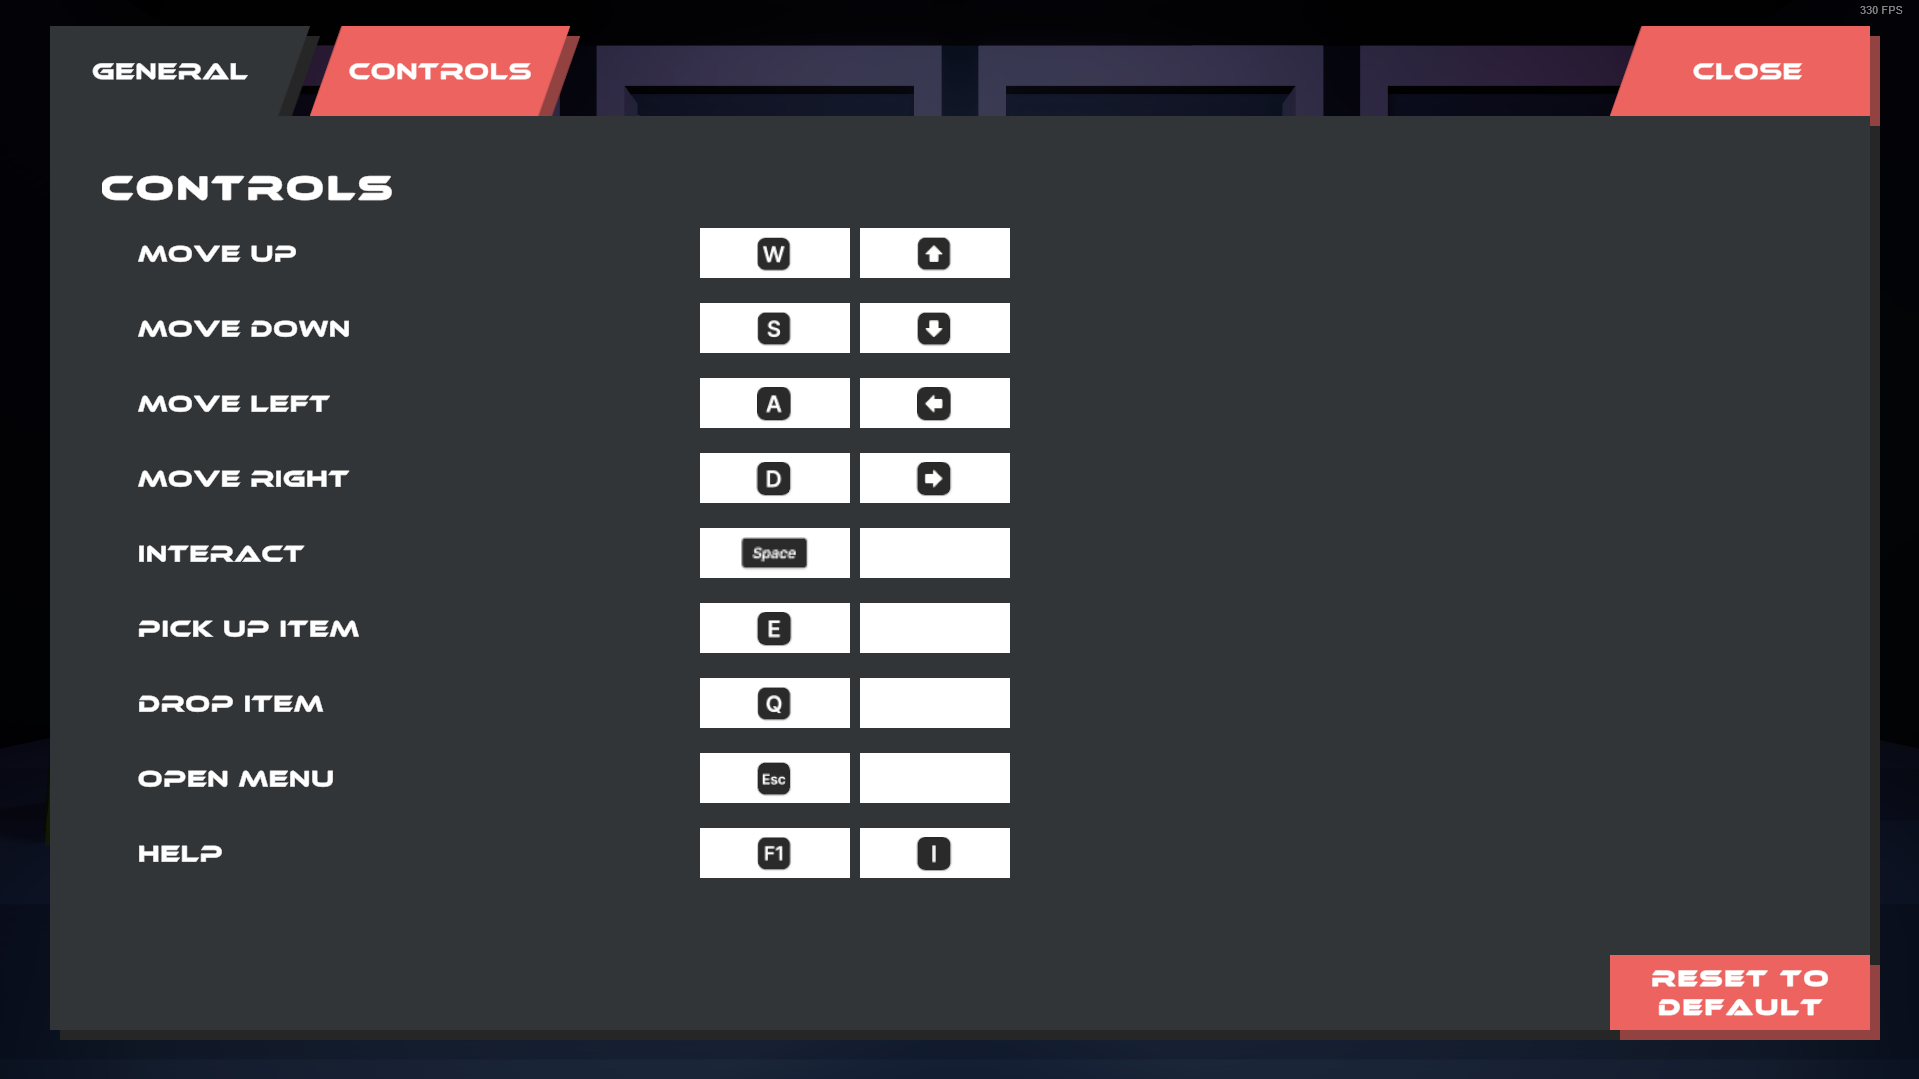 330 FPS
GENERAL
CONTROLS
CLOSE
CONTROLS
MOVE UP W
MOVE DOWN S
MOVE LEFT A
MOVE RIGHT D
INTERACT Space
PICK UP ITEM E
DROP ITEM Q
OPEN MENU Esc
HELP F1 I
RESET TO
DEFAULT